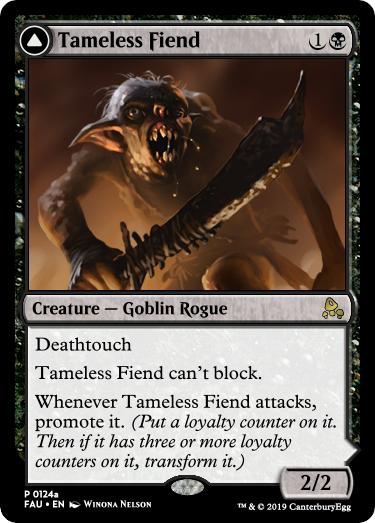 Tameless Fiend 1
Creature — Goblin Rogue
Deathtouch
Tameless Fiend can't block.
Whenever Tameless Fiend attacks,
promote it. (Put a loyalty counter on it.
Then if it has three or more loyalty
counters on it, transform it.)
2/2
P 0124a
FAU • EN Winona Nelson
™ & © 2019 CanterburyEgg